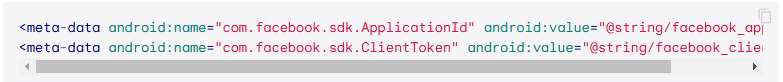 <meta-data android:name="com.facebook.sdk.ApplicationId" android:value="@string/facebook_app
<meta-data android:name="com.facebook.sdk.ClientToken" android:value="@string/facebook_clie